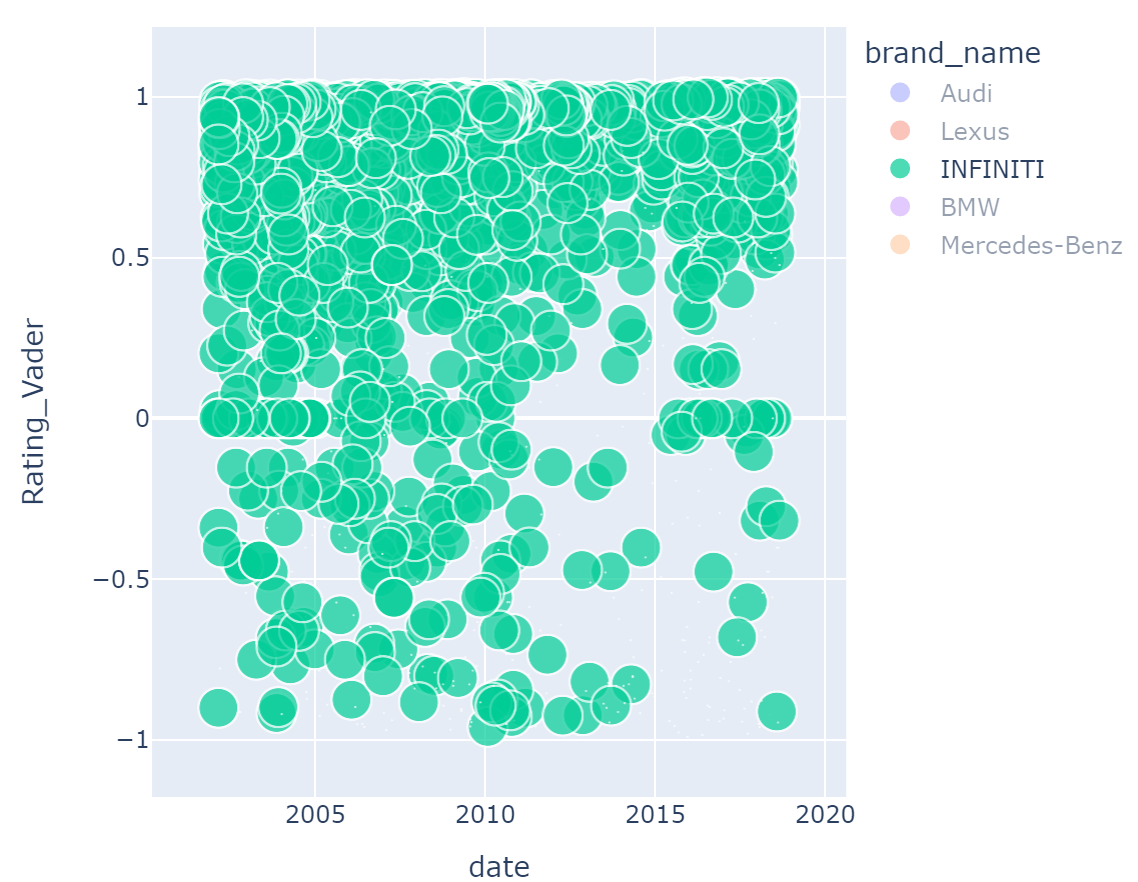 brand_name
Audi
Lexus
INFINITI
BMW
Mercedes-Benz
Rating_Vader
1
0.5
0
−0.5
−1
2005 2010 2015 2020
date